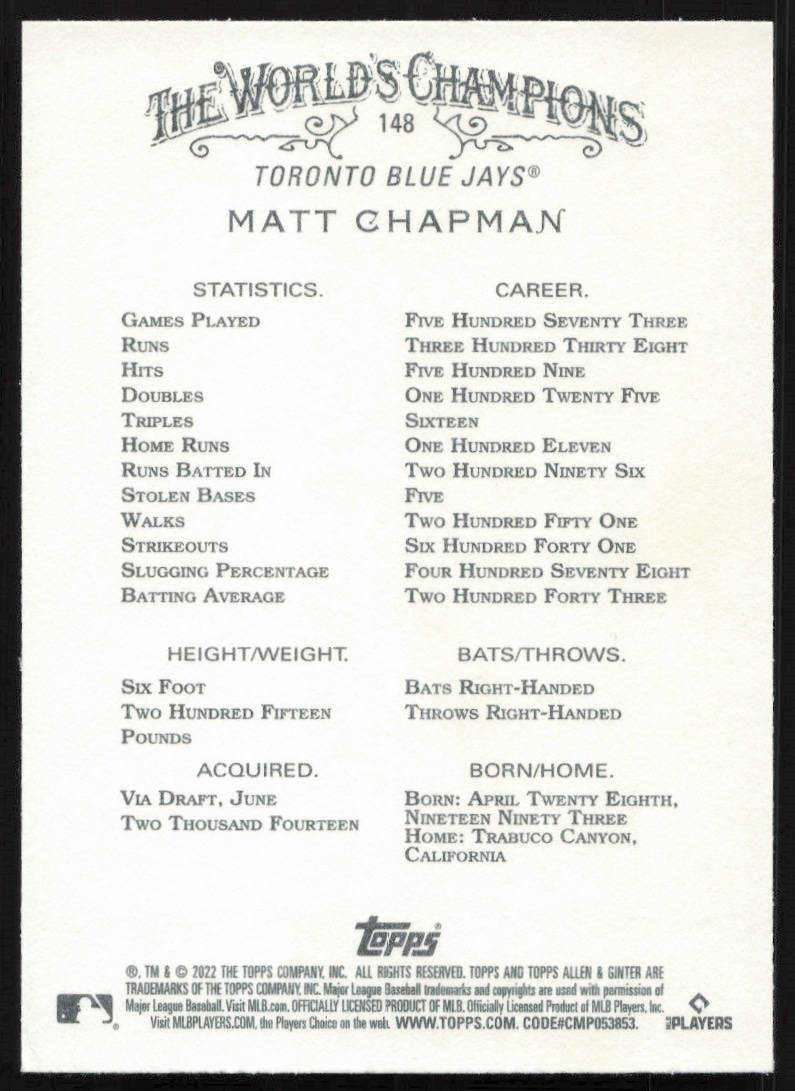 THE WORLD'S CHAMPIONS
148
TORONTO BLUE JAYS®
MATT CHAPMAN
STATISTICS. CAREER.
GAMES PLAYED FIVE HUNDRED SEVENTY THREE
RUNS THREE HUNDRED THIRTY EIGHT
HITS FIVE HUNDRED NINE
DOUBLES ONE HUNDRED TWENTY FIVE
TRIPLES SIXTEEN
HOME RUNS ONE HUNDRED ELEVEN
RUNS BATTED IN TWO HUNDRED NINETY SIX
STOLEN BASES FIVE
WALKS TWO HUNDRED FIFTY ONE
STRIKEOUTS SIX HUNDRED FORTY ONE
SLUGGING PERCENTAGE FOUR HUNDRED SEVENTY EIGHT
BATTING AVERAGE TWO HUNDRED FORTY THREE
HEIGHT/WEIGHT.
SIX FOOT
TWO HUNDRED FIFTEEN
POUNDS
BATS/THROWS.
BATS RIGHT-HANDED
THROWS RIGHT-HANDED
ACQUIRED.
VIA DRAFT, JUNE
TWO THOUSAND FOURTEEN
BORN/HOME.
BORN: APRIL TWENTY EIGHTH,
NINETEEN NINETY THREE
HOME: TRABUCO CANYON,
CALIFORNIA
Topps®
®, TM & © 2022 THE TOPPS COMPANY, INC. ALL RIGHTS RESERVED. TOPPS AND TOPPS ALLEN & GINTER ARE
TRADEMARKS OF THE TOPPS COMPANY, INC. Major League Baseball trademarks and copyrights are used with permission of
Major League Baseball. Visit MLB.com. OFFICIALLY LICENSED PRODUCT OF MLB. Officially Licensed Product of MLB Players, Inc.
Visit MLBPLAYERS.COM, the Players Choice on the web. WWW.TOPPS.COM. CODE#CMP053853.
MLB PLAYERS